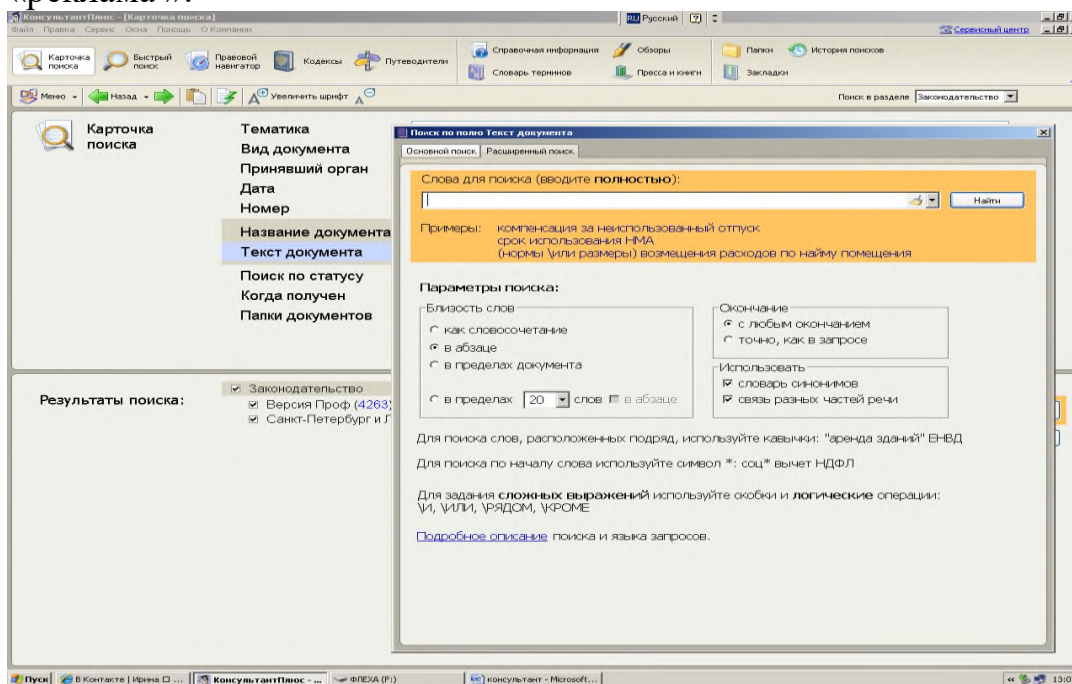 «реклама».
КонсультантПлюс - [Карточка поиска]
RU Русский
Файл Правка Сервис Окна Помощь О Компании
Сервисный центр
Карточка поиска
Быстрый поиск
Правовой навигатор
Кодексы
Путеводители
Справочная информация
Обзоры
Папки
История поисков
Словарь терминов
Пресса и книги
Закладки
Меню
Назад
Увеличить шрифт
Поиск в разделе Законодательство
Карточка поиска
Тематика
Вид документа
Принявший орган
Дата
Номер
Название документа
Текст документа
Поиск по статусу
Когда получен
Папки документов
Результаты поиска:
Законодательство
Версия Проф (4263)
Санкт-Петербург и Л
Поиск по полю Текст документа
Основной поиск Расширенный поиск
Слова для поиска (вводите полностью):
Найти
Примеры: компенсация за неиспользованный отпуск
срок использования НМА
(нормы \или размеры) возмещения расходов по найму помещения
Параметры поиска:
Близость слов
как словосочетание
в абзаце
в пределах документа
в пределах 20 слов в абзаце
Окончание
с любым окончанием
точно, как в запросе
Использовать
словарь синонимов
связь разных частей речи
Для поиска слов, расположенных подряд, используйте кавычки: "аренда зданий" ЕНВД
Для поиска по началу слова используйте символ *: соц* вычет НДФЛ
Для задания сложных выражений используйте скобки и логические операции:
\И, \ИЛИ, \РЯДОМ, \КРОМЕ
Подробное описание поиска и языка запросов.
Пуск
В Контакте | Ирина
КонсультантПлюс - ...
ФЛЕХА (F:)
консультант - Microsoft...